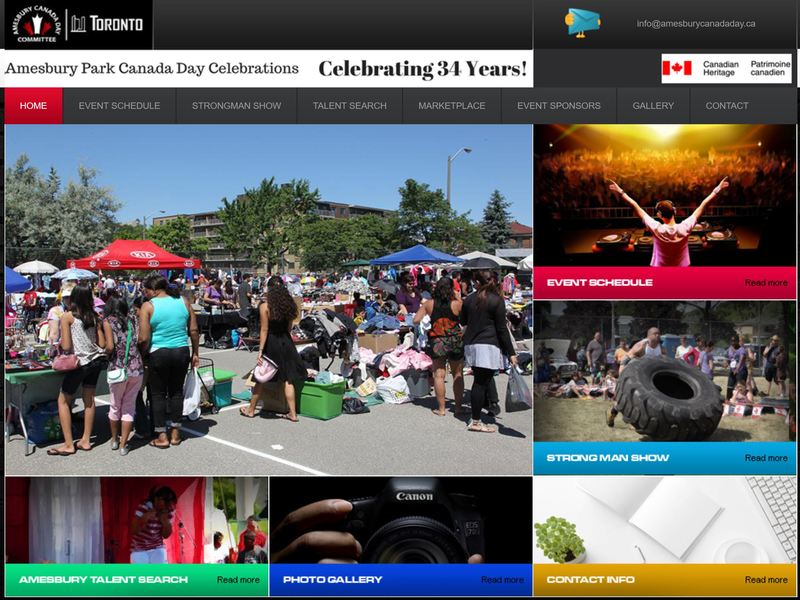 AMESBURY CANADA DAY
COMMITTEE
TORONTO
info@amesburycanadaday.ca
Amesbury Park Canada Day Celebrations
Celebrating 34 Years!
Canadian Heritage
Patrimoine canadien
HOME
EVENT SCHEDULE
STRONGMAN SHOW
TALENT SEARCH
MARKETPLACE
EVENT SPONSORS
GALLERY
CONTACT
KIA
EVENT SCHEDULE
Read more
STRONG MAN SHOW
Read more
Canon
EOS
70D
AMESBURY TALENT SEARCH
Read more
PHOTO GALLERY
Read more
CONTACT INFO
Read more